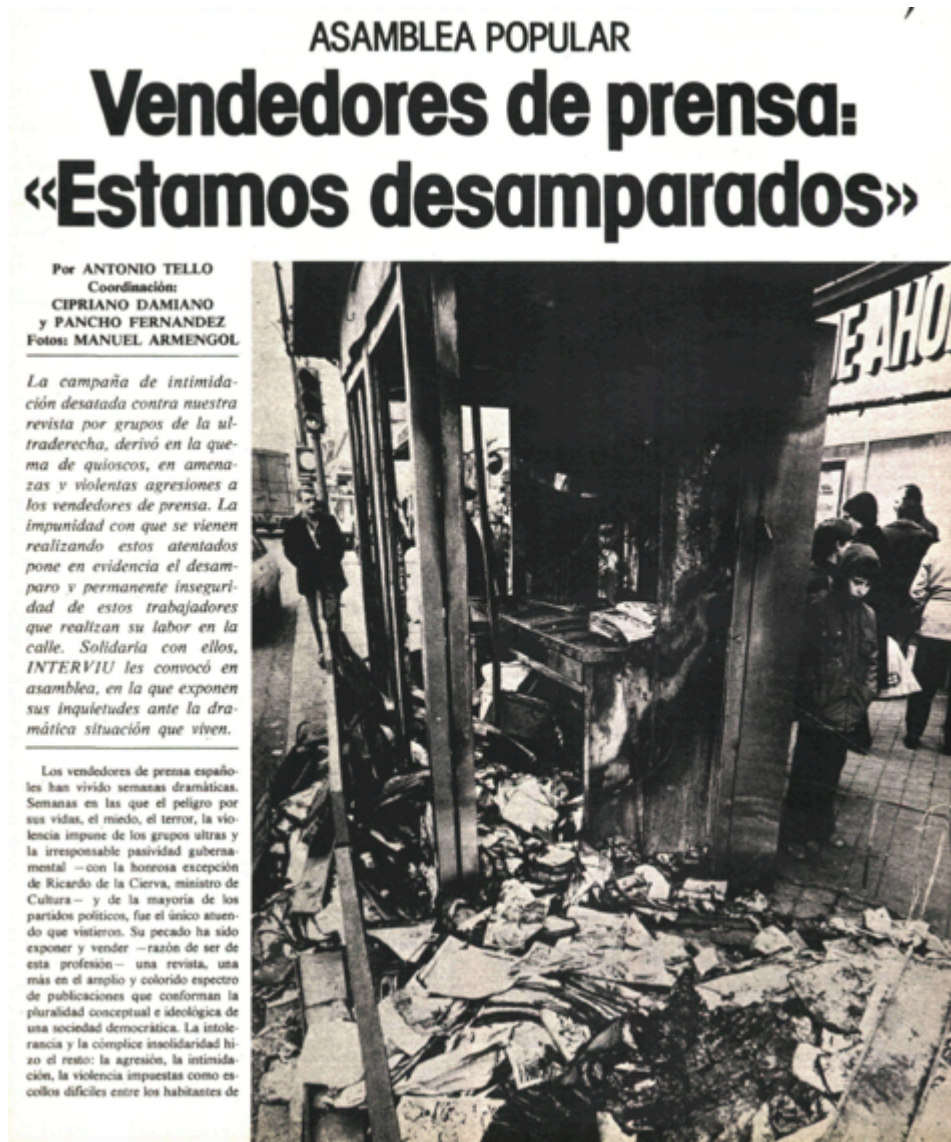 ASAMBLEA POPULAR
Vendedores de prensa:
«Estamos desamparados»
Por ANTONIO TELLO
Coordinación:
CIPRIANO DAMIANO
y PANCHO FERNANDEZ
Fotos: MANUEL ARMENGOL
La campaña de intimida-
ción desatada contra nuestra
revista por grupos de la ul-
traderecha, derivó en la que-
ma de quioscos, en amena-
zas y violentas agresiones a
los vendedores de prensa. La
impunidad con que se vienen
realizando estos atentados
pone en evidencia el desam-
paro y permanente inseguri-
dad de estos trabajadores
que realizan su labor en la
calle. Solidaria con ellos,
INTERVIU les convocó en
asamblea, en la que exponen
sus inquietudes ante la dra-
mática situación que viven.
Los vendedores de prensa españo-
les han vivido semanas dramáticas.
Semanas en las que el peligro por
sus vidas, el miedo, el terror, la vio-
lencia impune de los grupos ultras y
la irresponsable pasividad guberna-
mental —con la honrosa excepción
de Ricardo de la Cierva, ministro de
Cultura— y de la mayoría de los
partidos políticos, fue el único atuen-
do que vistieron. Su pecado ha sido
exponer y vender —razón de ser de
esta profesión— una revista, una
más en el amplio y colorido espectro
de publicaciones que conforman la
pluralidad conceptual e ideológica de
una sociedad democrática. La intole-
rancia y la cómplice insolidaridad hi-
zo el resto: la agresión, la intimida-
ción, la violencia impuestas como es-
collos difíciles entre los habitantes de
DE AHO